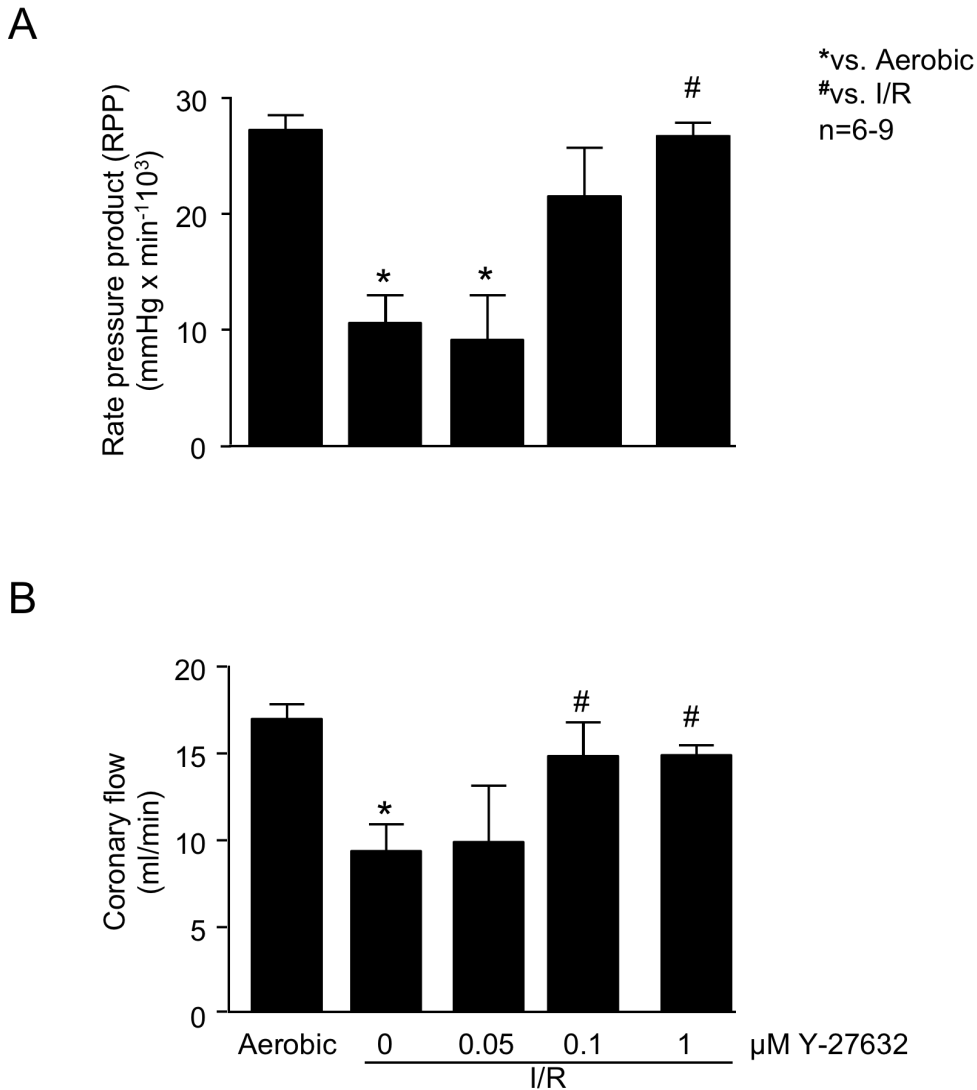 A
*vs. Aerobic
#vs. I/R
n=6-9
Rate pressure product (RPP)
(mmHg x min⁻¹10³)
30
20
10
0
*
*
#
B
Coronary flow
(ml/min)
20
15
10
5
0
*
#
#
Aerobic 0 0.05 0.1 1 µM Y-27632
I/R